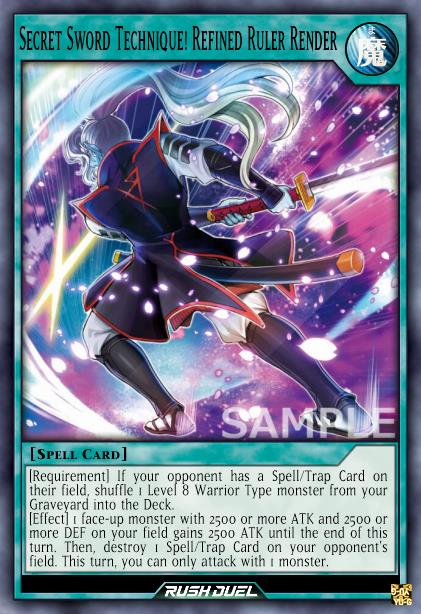 Secret Sword Technique! Refined Ruler Render
ま
魔
SAMPLE
[Spell Card]
[Requirement] If your opponent has a Spell/Trap Card on
their field, shuffle 1 Level 8 Warrior Type monster from your
Graveyard into the Deck.
[Effect] 1 face-up monster with 2500 or more ATK and 2500 or
more DEF on your field gains 2500 ATK until the end of this
turn. Then, destroy 1 Spell/Trap Card on your opponent's
field. This turn, you can only attack with 1 monster.
RUSH DUEL